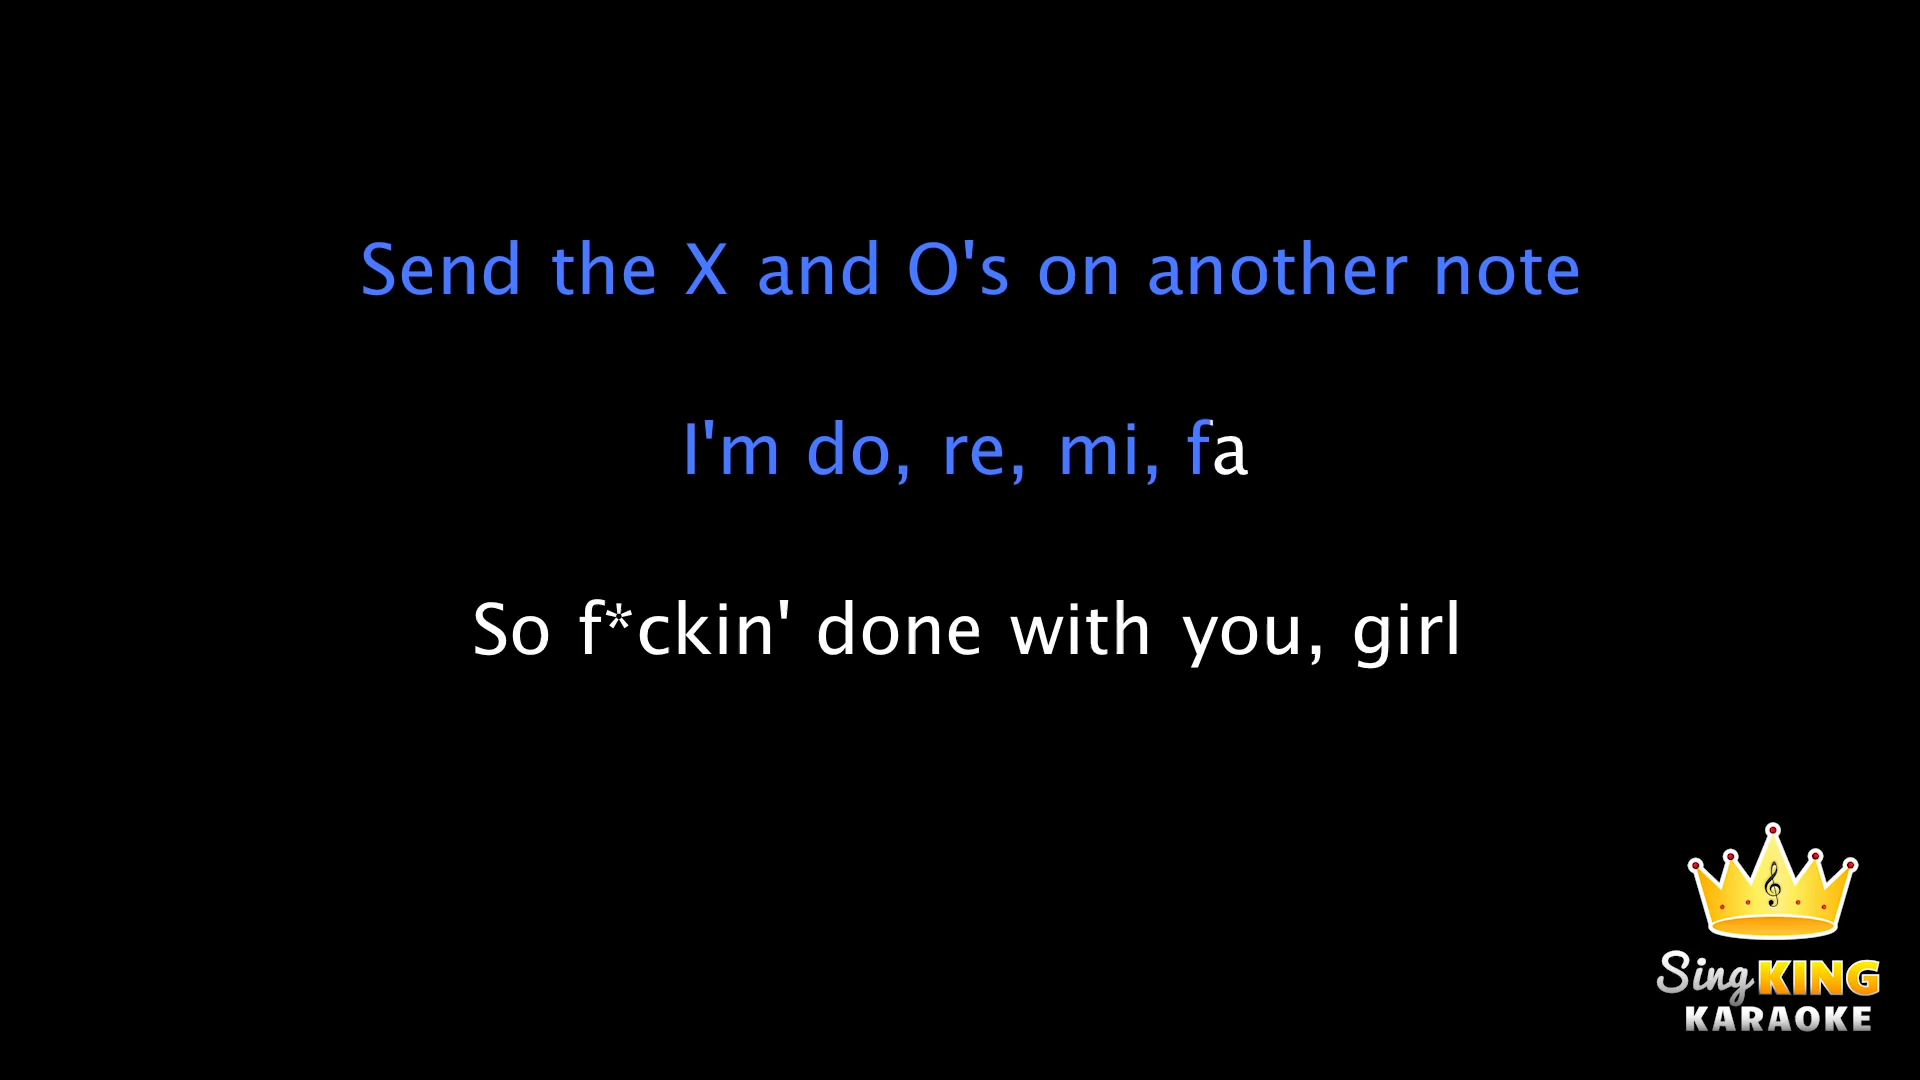 Send the X and O's on another note
I'm do, re, mi, fa
So f*ckin' done with you, girl
Sing KING
KARAOKE